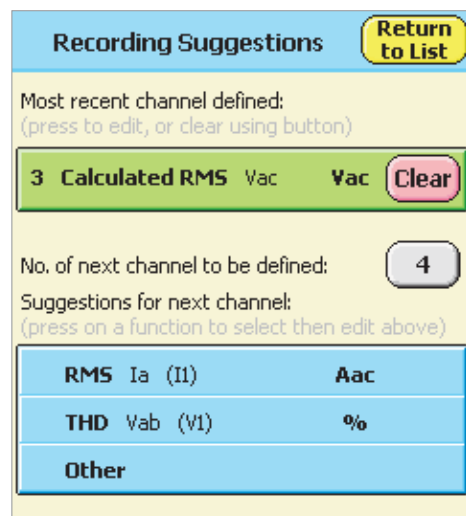 Recording Suggestions
Return to List
Most recent channel defined:
(press to edit, or clear using button)
3 Calculated RMS Vac Vac Clear
No. of next channel to be defined: 4
Suggestions for next channel:
(press on a function to select then edit above)
RMS Ia (I1) Aac
THD Vab (V1) %
Other